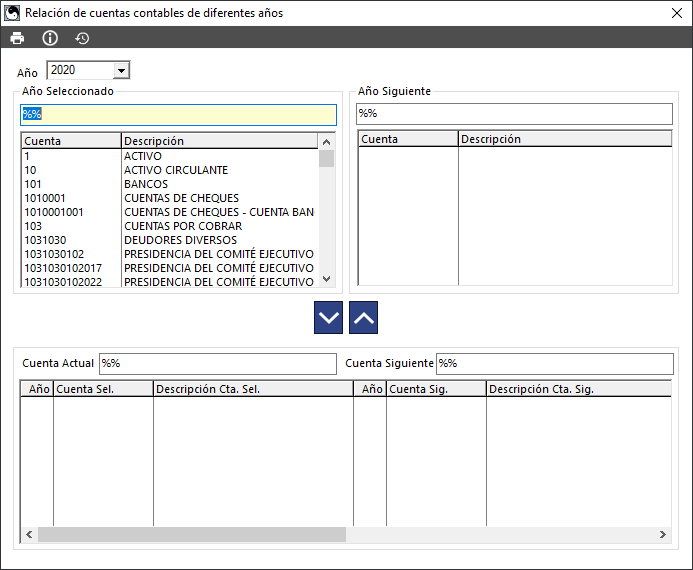 Relación de cuentas contables de diferentes años
Año 2020
Año Seleccionado
%%
Cuenta Descripción
1 ACTIVO
10 ACTIVO CIRCULANTE
101 BANCOS
1010001 CUENTAS DE CHEQUES
1010001001 CUENTAS DE CHEQUES - CUENTA BAN
103 CUENTAS POR COBRAR
1031030 DEUDORES DIVERSOS
1031030102 PRESIDENCIA DEL COMITÉ EJECUTIVO
1031030102017 PRESIDENCIA DEL COMITÉ EJECUTIVO
1031030102022 PRESIDENCIA DEL COMITÉ EJECUTIVO
Año Siguiente
%%
Cuenta Descripción
Cuenta Actual %% Cuenta Siguiente %%
Año Cuenta Sel. Descripción Cta. Sel. Año Cuenta Sig. Descripción Cta. Sig.